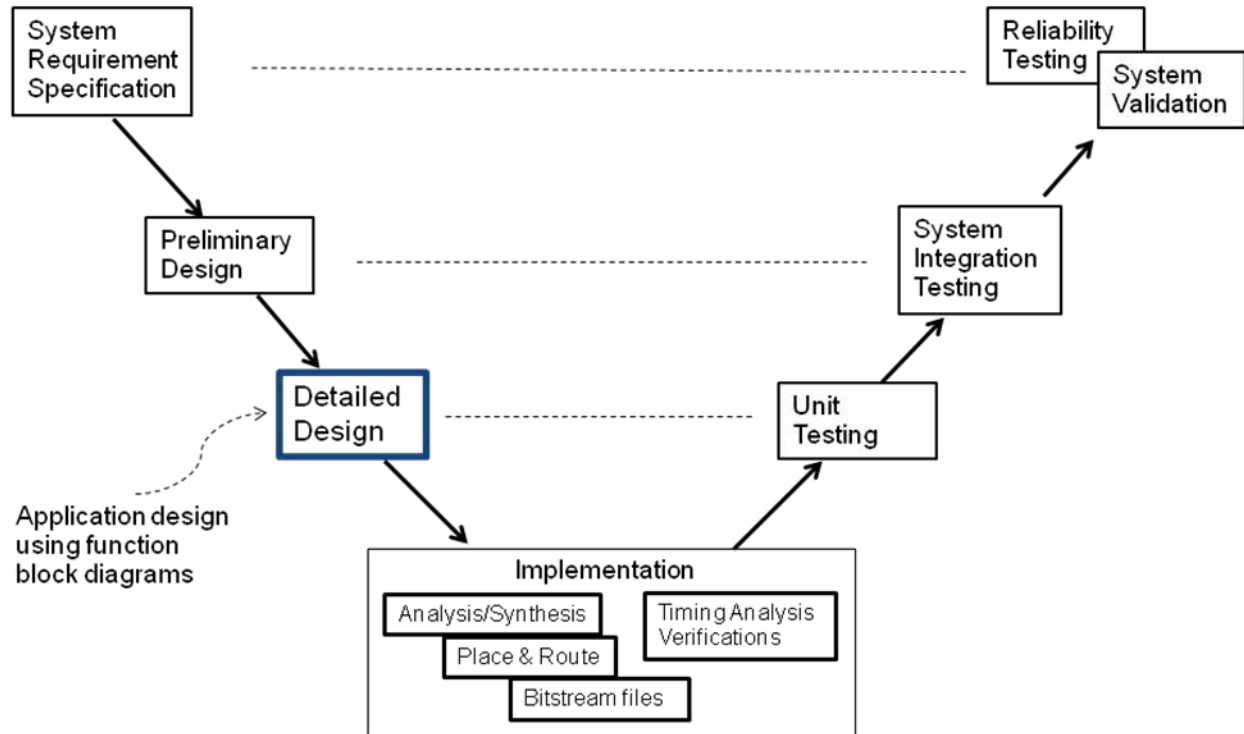 System
Requirement
Specification
Reliability
Testing
System
Validation
Preliminary
Design
System
Integration
Testing
Detailed
Design
Unit
Testing
Application design
using function
block diagrams
Implementation
Analysis/Synthesis
Place & Route
Bitstream files
Timing Analysis
Verifications